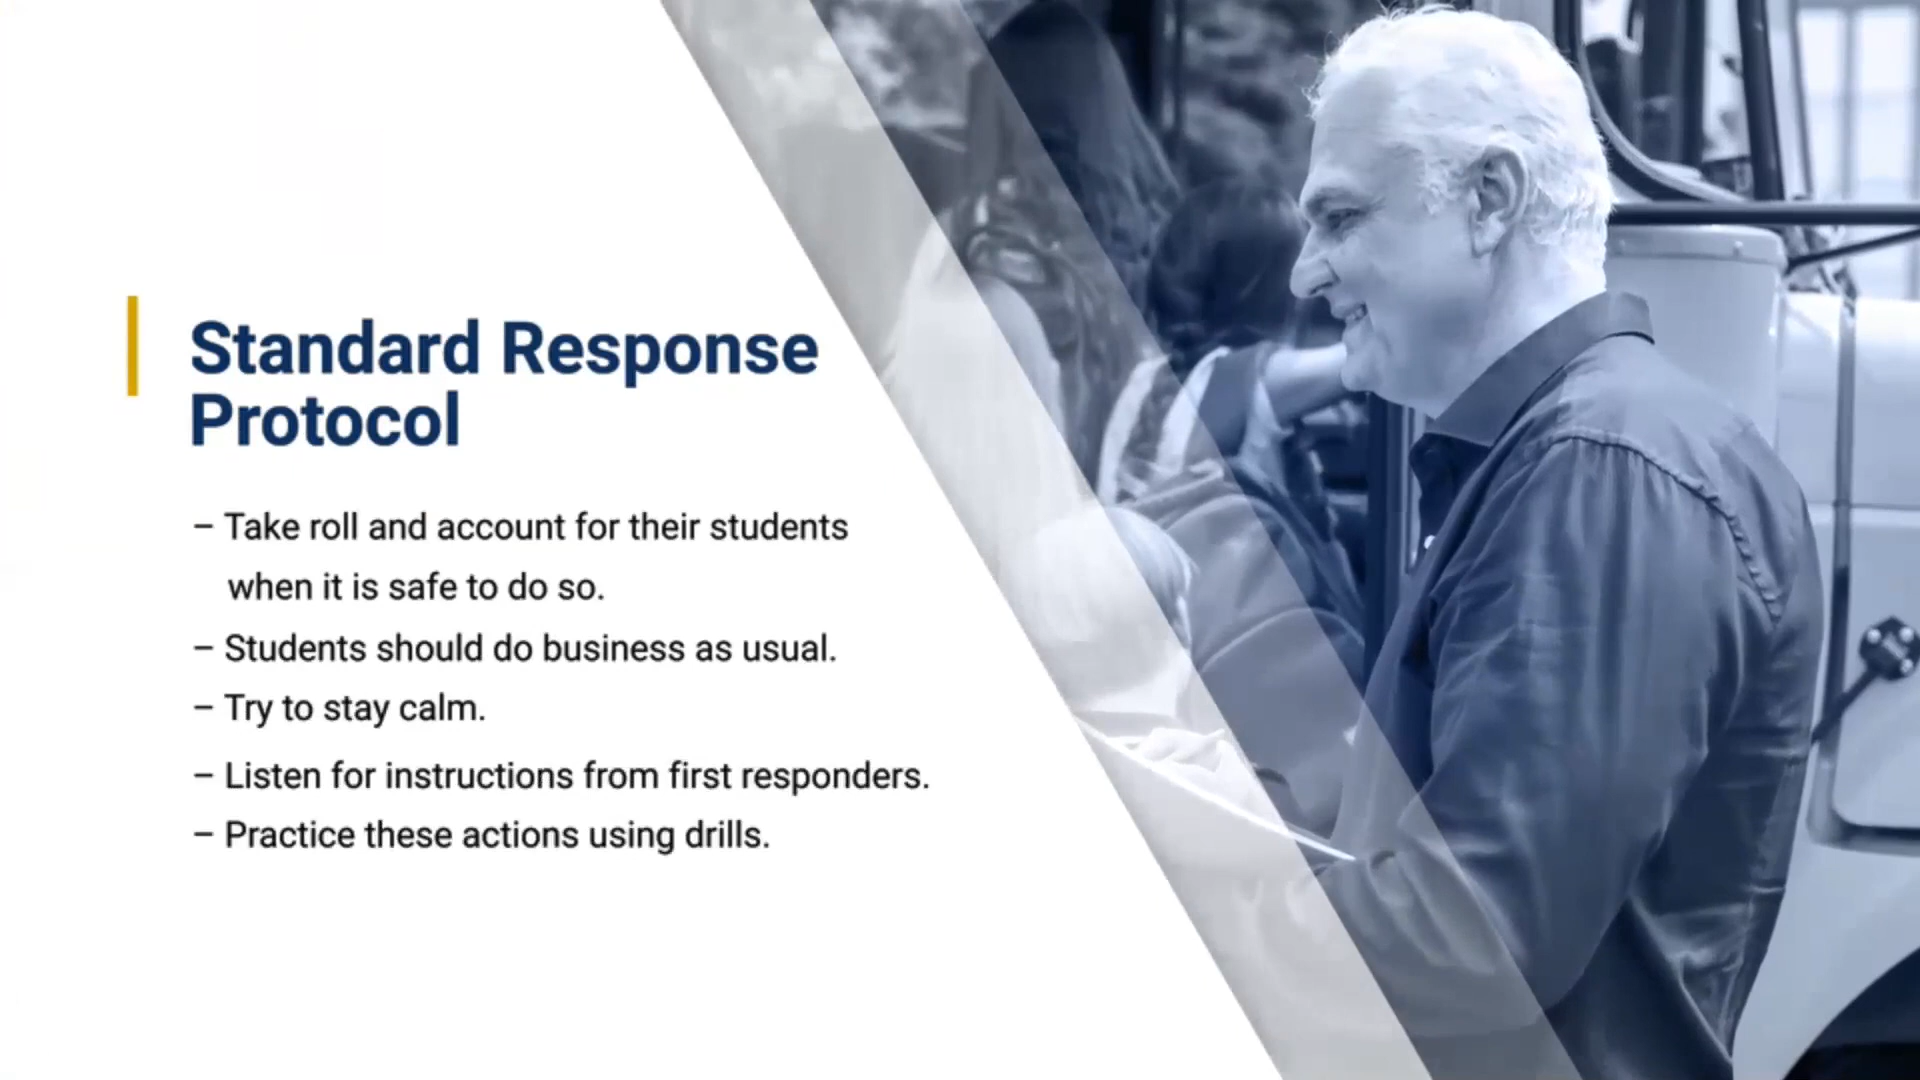 Standard Response
Protocol
– Take roll and account for their students
when it is safe to do so.
– Students should do business as usual.
– Try to stay calm.
– Listen for instructions from first responders.
– Practice these actions using drills.